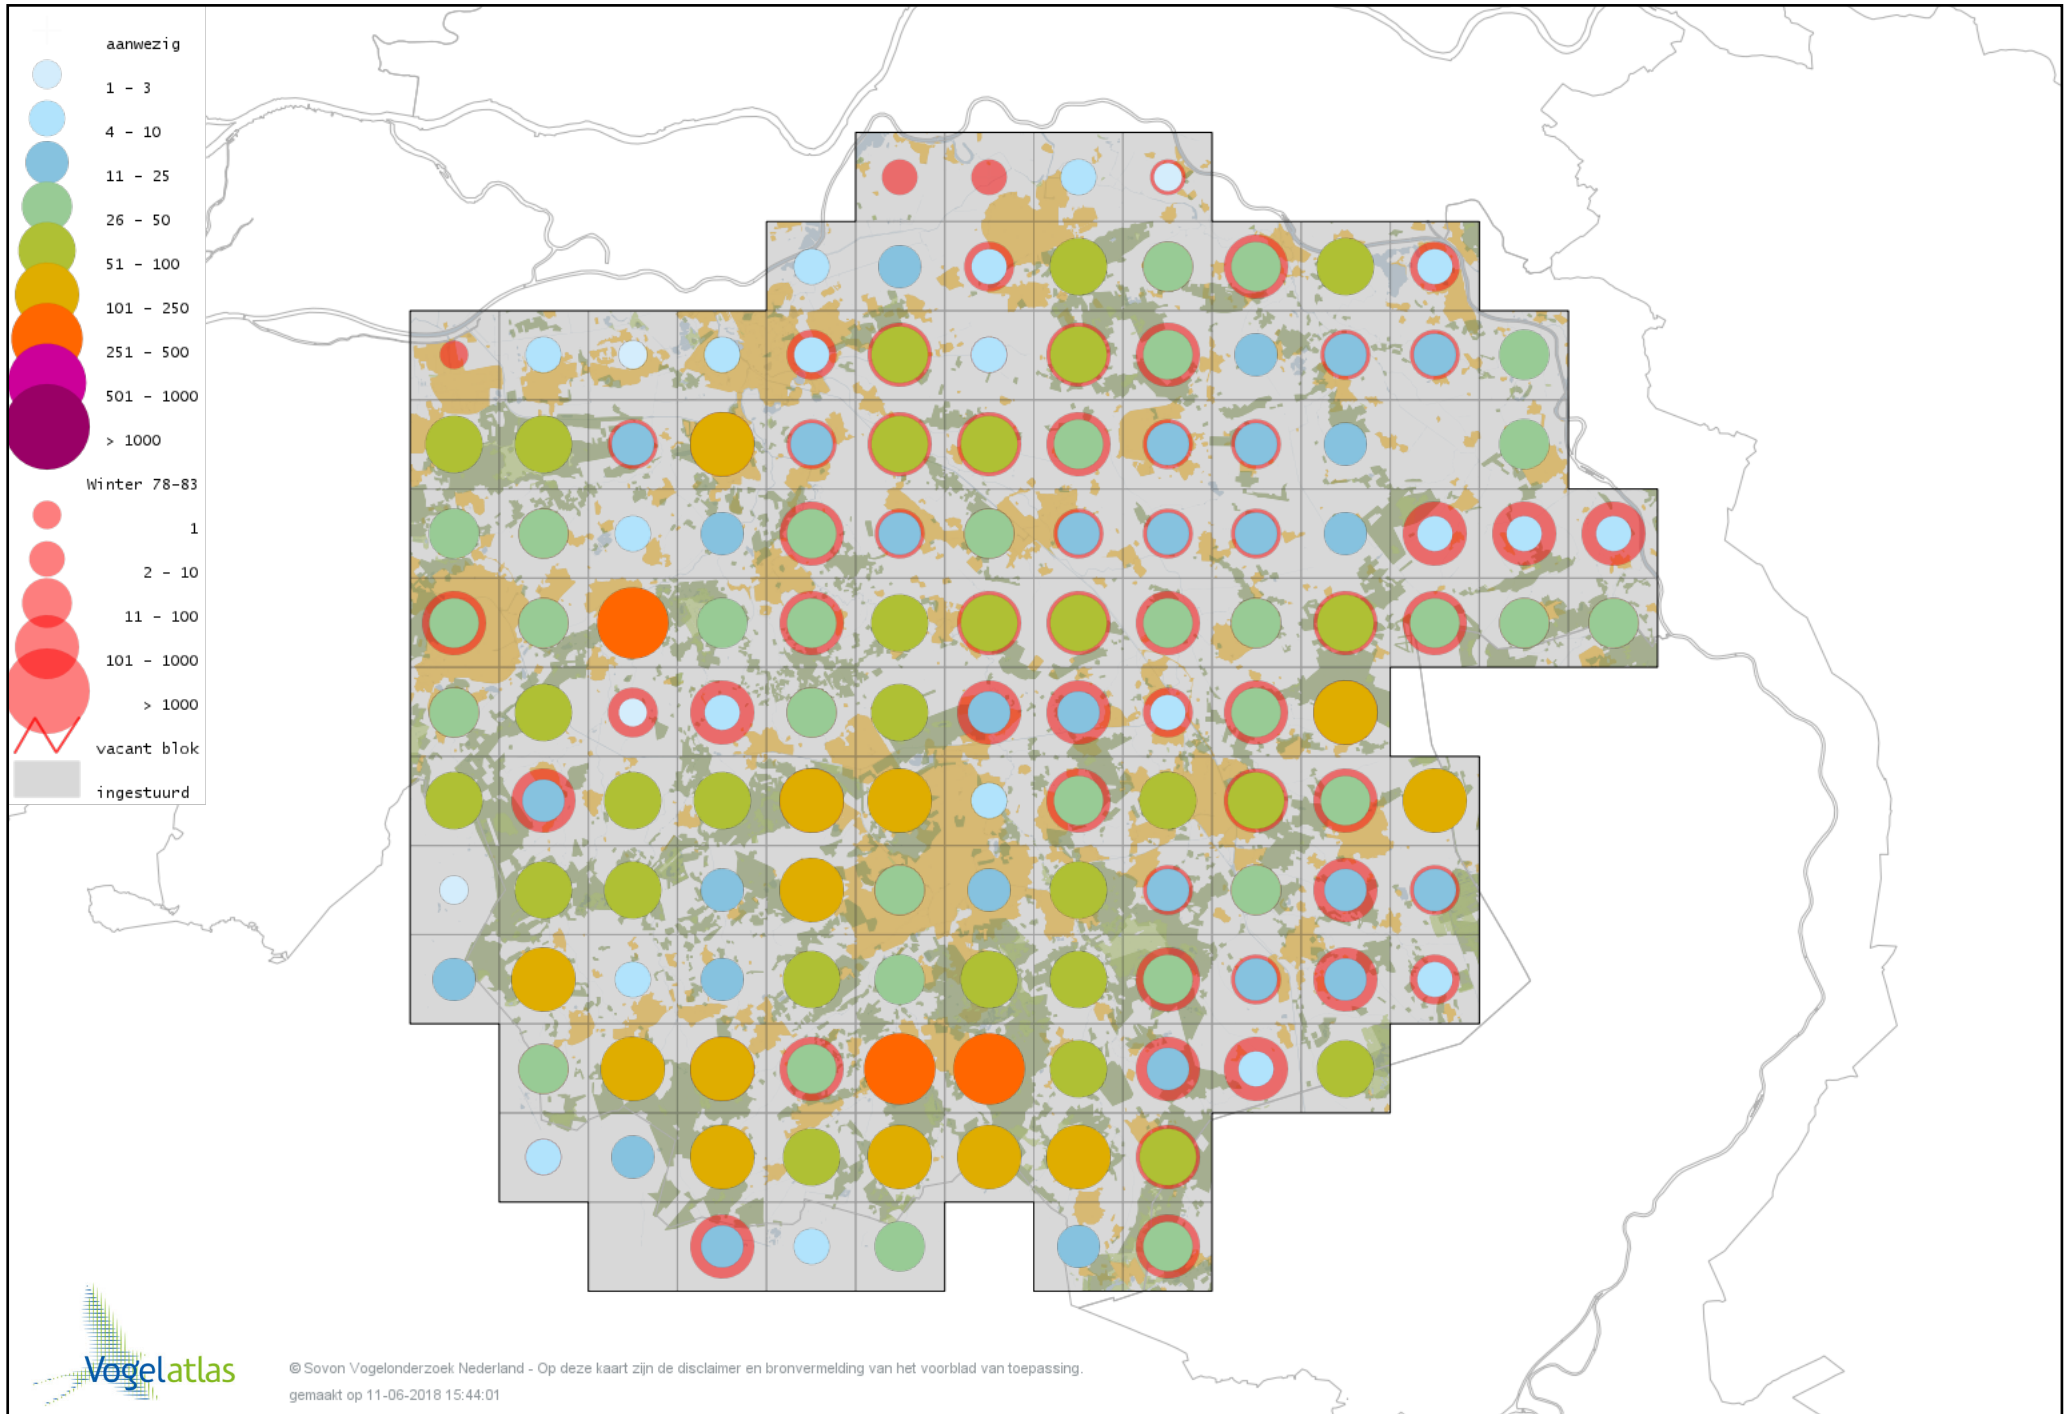 aanwezig
1 - 3
4 - 10
11 - 25
26 - 50
51 - 100
101 - 250
251 - 500
501 - 1000
> 1000
Winter 78-83
1
2 - 10
11 - 100
101 - 1000
> 1000
vacant blok
ingestuurd
Vogelatlas
© Sovon Vogelonderzoek Nederland - Op deze kaart zijn de disclaimer en bronvermelding van het voorblad van toepassing.
gemaakt op 11-06-2018 15:44:01